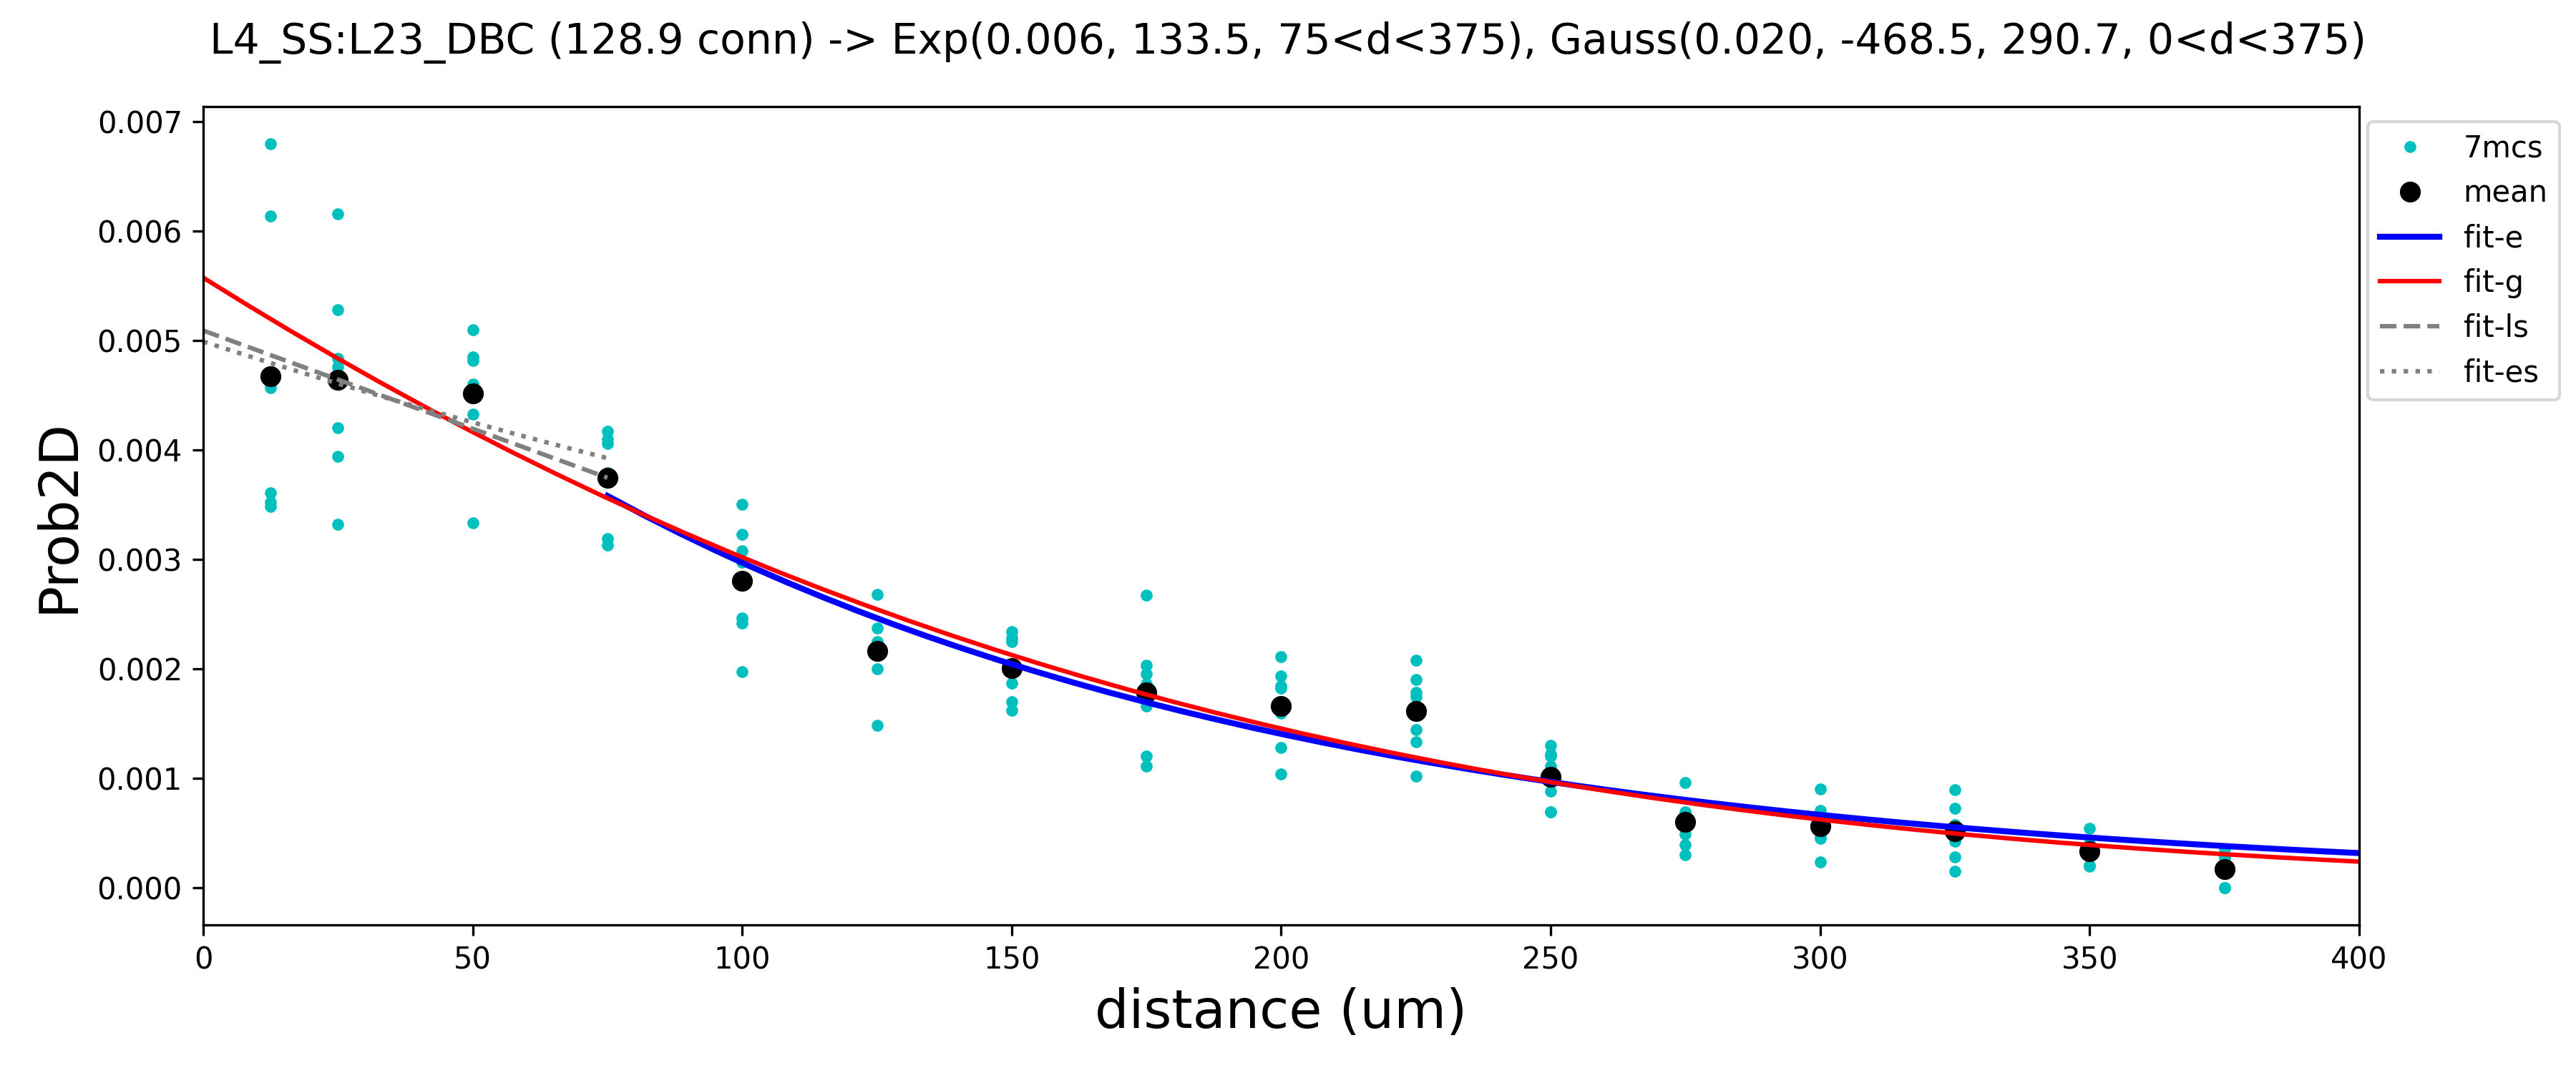 L4_SS:L23_DBC (128.9 conn) -> Exp(0.006, 133.5, 75<d<375), Gauss(0.020, -468.5, 290.7, 0<d<375)
0.007
0.006
0.005
0.004
0.003
0.002
0.001
0.000
Prob2D
0 50 100 150 200 250 300 350 400
distance (um)
7mcs
mean
fit-e
fit-g
fit-ls
fit-es